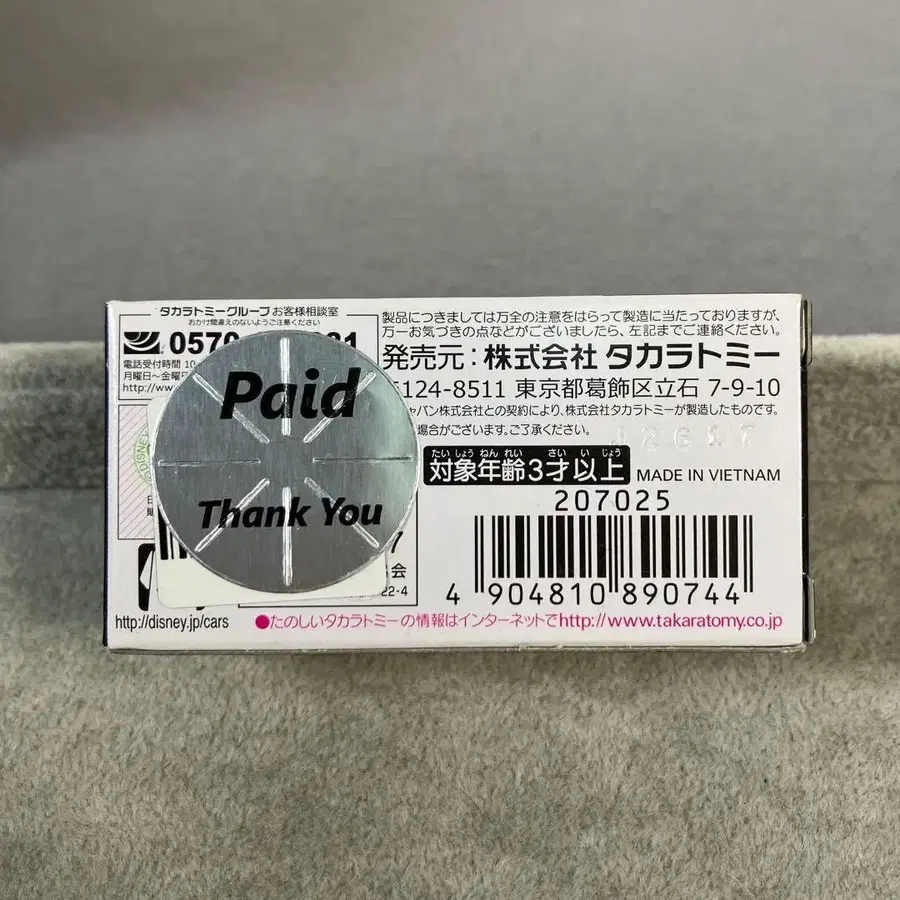 タカラトミーグループ お客様相談室
おかけ間違えのないようご注意ください
0570
電話受付時間 10
月曜日〜金曜日
http://ww
製品につきましては万全の注意をはらって製造に当たっておりますが、
万一お気づきの点などがございましたら、左記までご連絡ください。
発売元：株式会社 タカラトミー
124-8511 東京都葛飾区立石 7-9-10
ャパン株式会社との契約により、株式会社タカラトミーが製造したものです。
場合がございます。ご了承ください。
Paid
Thank You
たい しょう ねん れい さい い じょう
対象年齢3才以上
MADE IN VIETNAM
207025
4 904810 890744
会
22-4
http://disney.jp/cars
●たのしいタカラトミーの情報はインターネットでhttp://www.takaratomy.co.jp